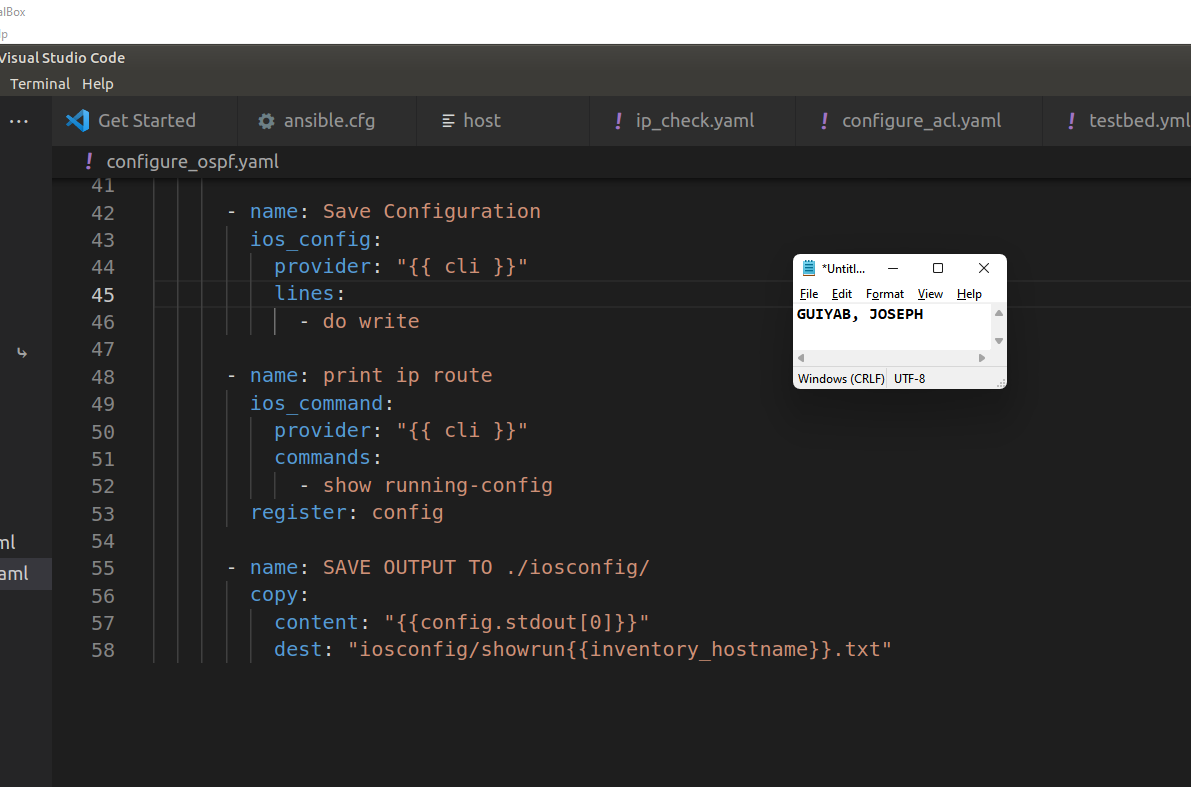 alBox
lp
Visual Studio Code
Terminal Help
... Get Started ansible.cfg host ! ip_check.yaml ! configure_acl.yaml ! testbed.yml
! configure_ospf.yaml
41
42 - name: Save Configuration
43 ios_config:
44 provider: "{{ cli }}"
45 lines:
46 - do write
47
48 - name: print ip route
49 ios_command:
50 provider: "{{ cli }}"
51 commands:
52 - show running-config
53 register: config
54
55 - name: SAVE OUTPUT TO ./iosconfig/
56 copy:
57 content: "{{config.stdout[0]}}"
58 dest: "iosconfig/showrun{{inventory_hostname}}.txt"
ml
aml
*Untitl...
File Edit Format View Help
GUIYAB, JOSEPH
Windows (CRLF) UTF-8